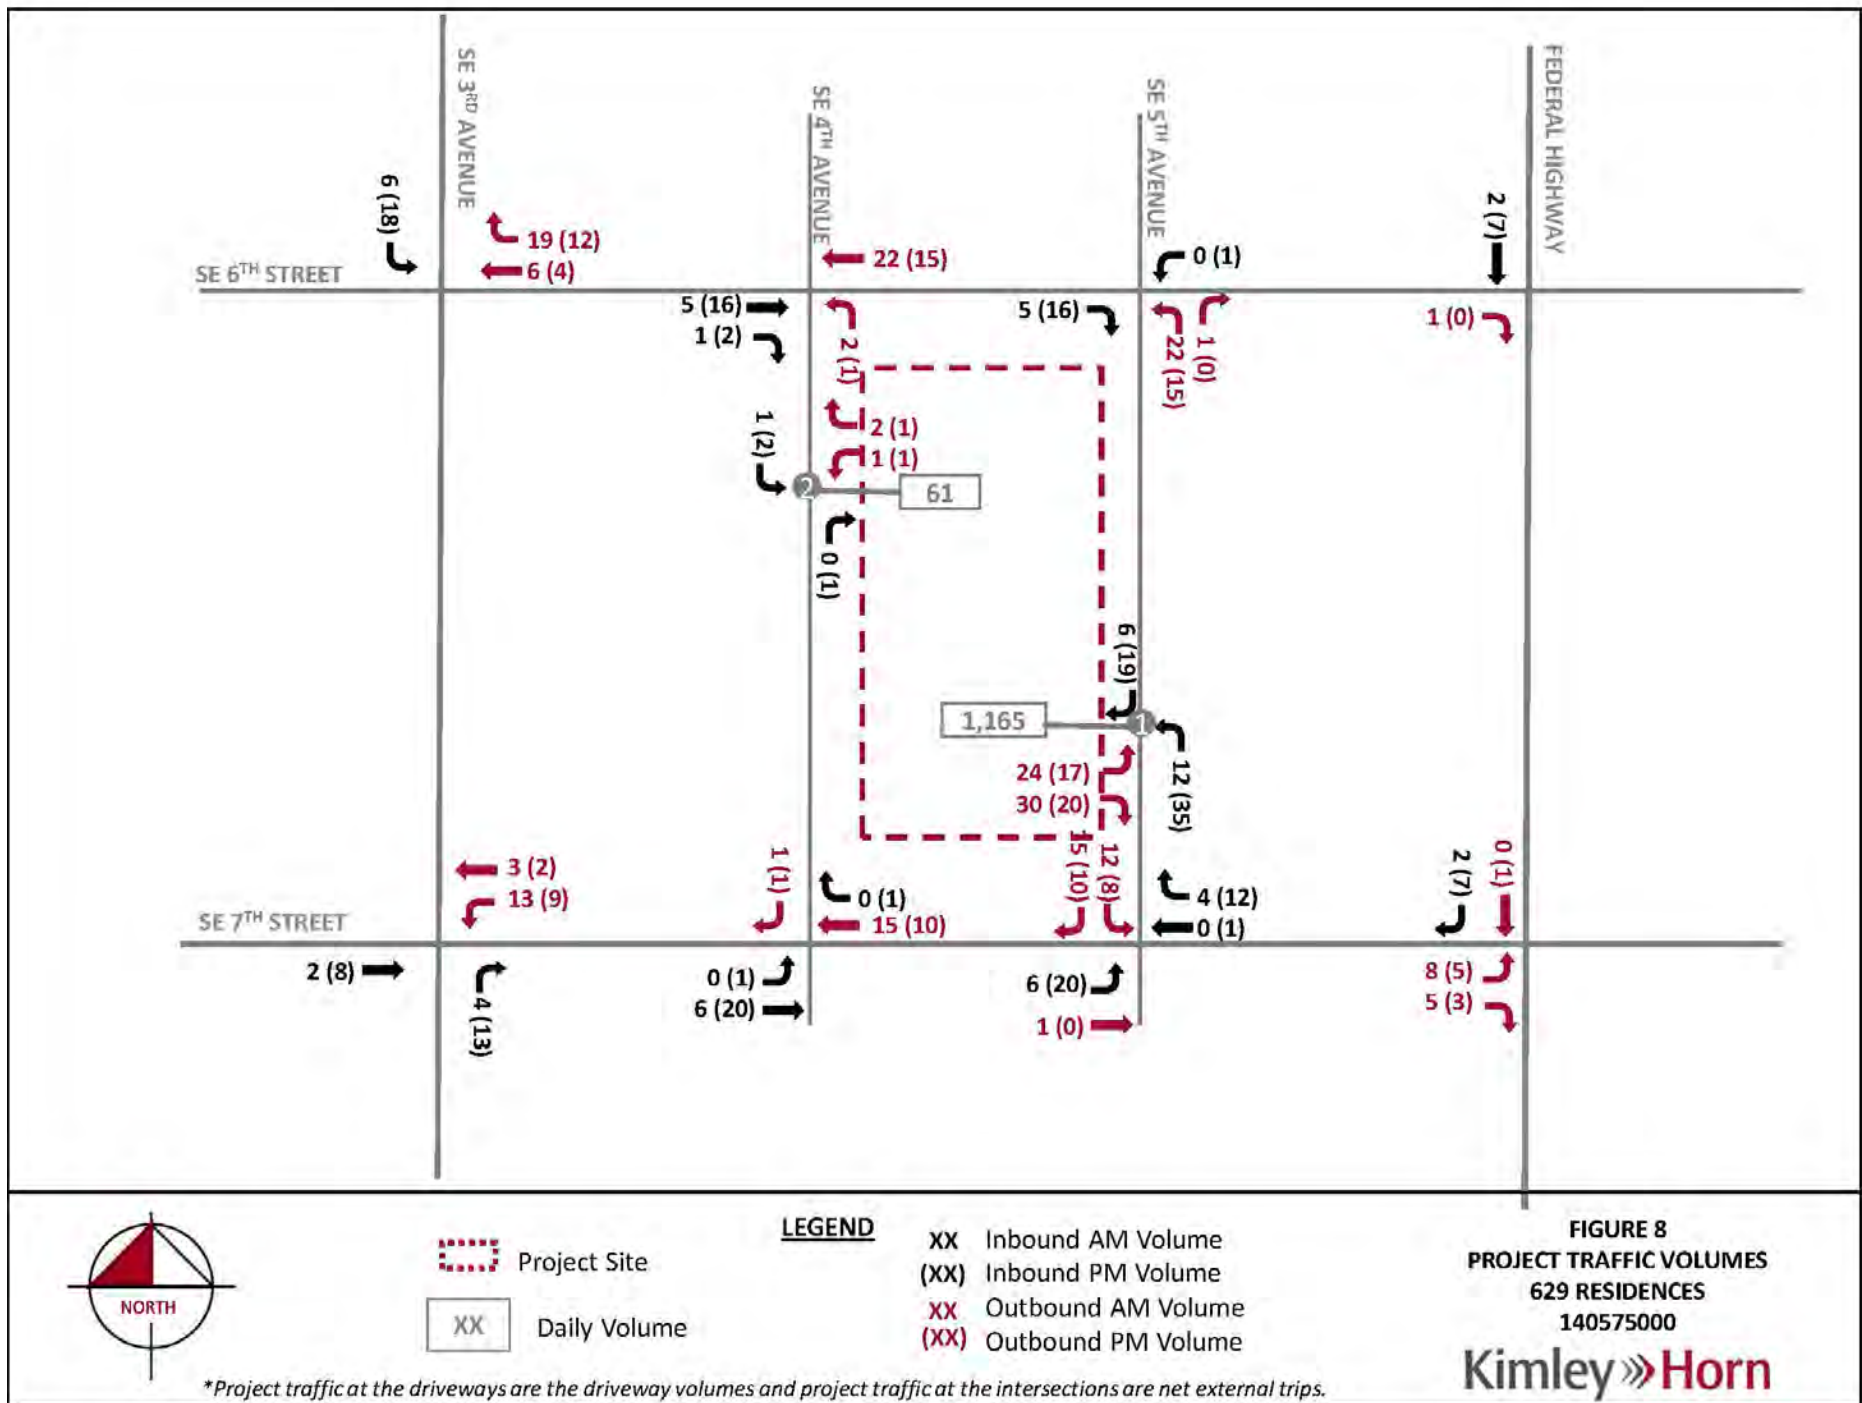 SE 3RD AVENUE
SE 4TH AVENUE
SE 5TH AVENUE
FEDERAL HIGHWAY
6 (18)
19 (12)
6 (4)
SE 6TH STREET
22 (15)
5 (16)
1 (2)
2 (1)
0 (1)
5 (16)
22 (15)
1 (0)
2 (7)
1 (0)
1 (2)
2 (1)
1 (1)
2
61
0 (1)
6 (19)
1,165
1
24 (17)
30 (20)
12 (35)
3 (2)
13 (9)
SE 7TH STREET
2 (8)
4 (13)
1 (1)
0 (1)
15 (10)
0 (1)
6 (20)
15 (10)
12 (8)
4 (12)
0 (1)
6 (20)
1 (0)
2 (7)
0 (1)
8 (5)
5 (3)
NORTH
LEGEND
Project Site
XX Daily Volume
XX Inbound AM Volume
(XX) Inbound PM Volume
XX Outbound AM Volume
(XX) Outbound PM Volume
FIGURE 8
PROJECT TRAFFIC VOLUMES
629 RESIDENCES
140575000
Kimley»Horn
*Project traffic at the driveways are the driveway volumes and project traffic at the intersections are net external trips.